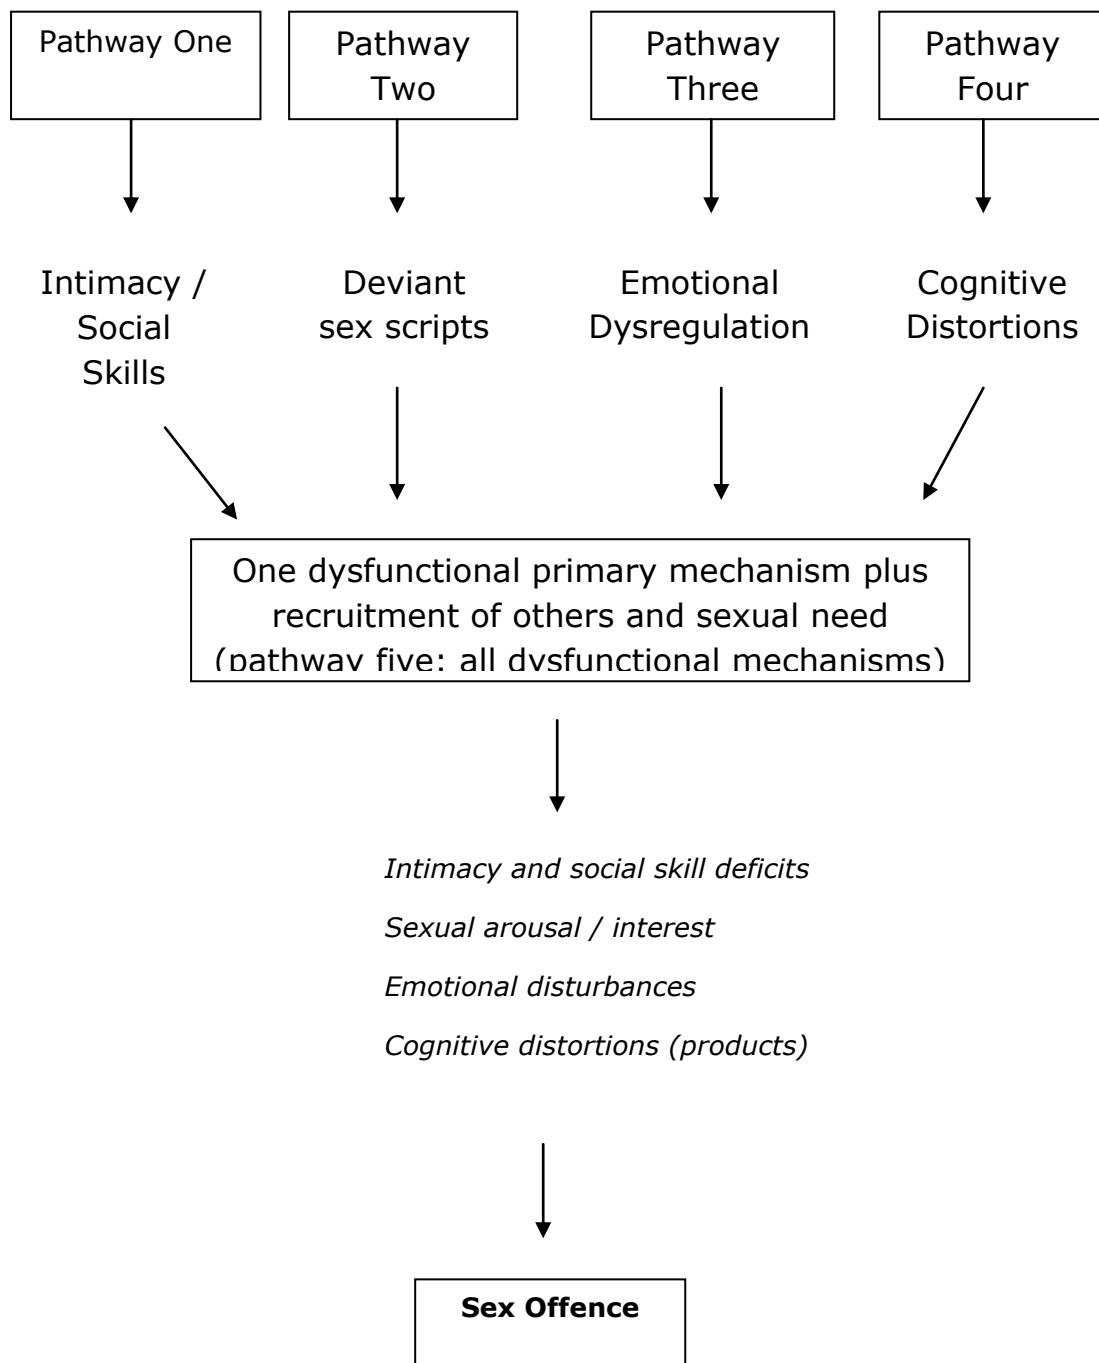 Pathway One
Pathway
Two
Pathway
Three
Pathway
Four
Intimacy /
Social
Skills
Deviant
sex scripts
Emotional
Dysregulation
Cognitive
Distortions
One dysfunctional primary mechanism plus
recruitment of others and sexual need
(pathway five: all dysfunctional mechanisms)
Intimacy and social skill deficits
Sexual arousal / interest
Emotional disturbances
Cognitive distortions (products)
Sex Offence